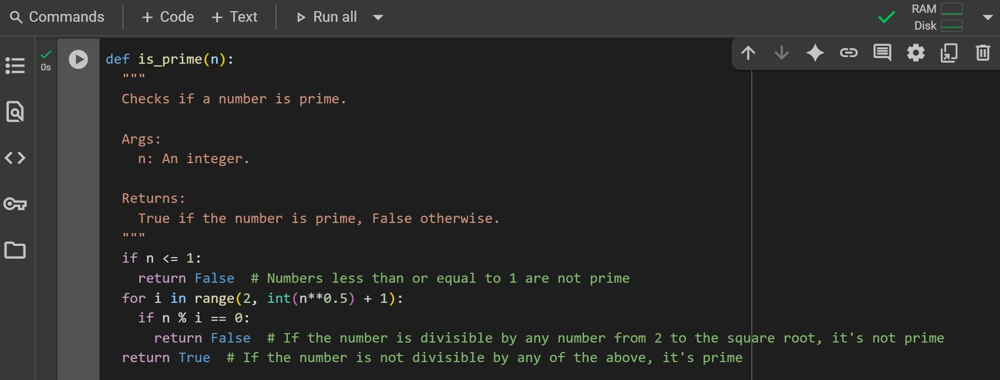 Commands + Code + Text Run all
RAM
Disk
0s
def is_prime(n):
  """
  Checks if a number is prime.

  Args:
    n: An integer.

  Returns:
    True if the number is prime, False otherwise.
  """
  if n <= 1:
    return False  # Numbers less than or equal to 1 are not prime
  for i in range(2, int(n**0.5) + 1):
    if n % i == 0:
      return False  # If the number is divisible by any number from 2 to the square root, it's not prime
  return True  # If the number is not divisible by any of the above, it's prime